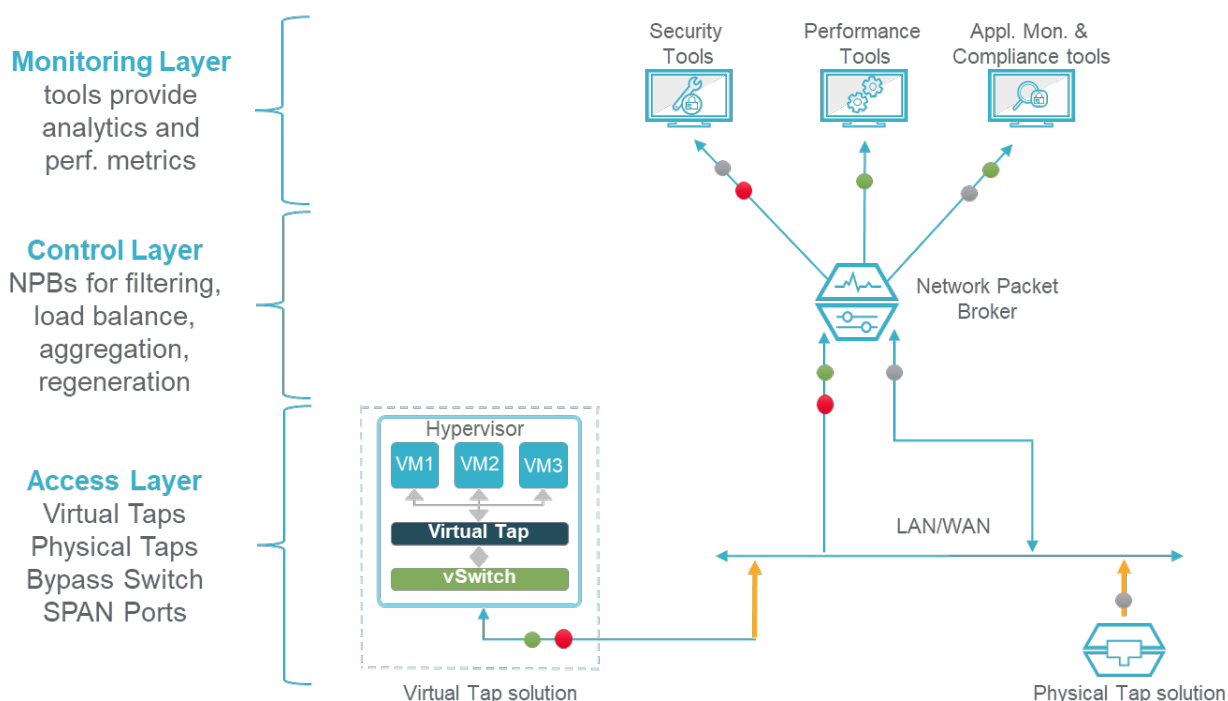 Monitoring Layer
tools provide
analytics and
perf. metrics
Control Layer
NPBs for filtering,
load balance,
aggregation,
regeneration
Access Layer
Virtual Taps
Physical Taps
Bypass Switch
SPAN Ports
Security
Tools
Performance
Tools
Appl. Mon. &
Compliance tools
Network Packet
Broker
Hypervisor
VM1
VM2
VM3
Virtual Tap
vSwitch
LAN/WAN
Virtual Tap solution
Physical Tap solution